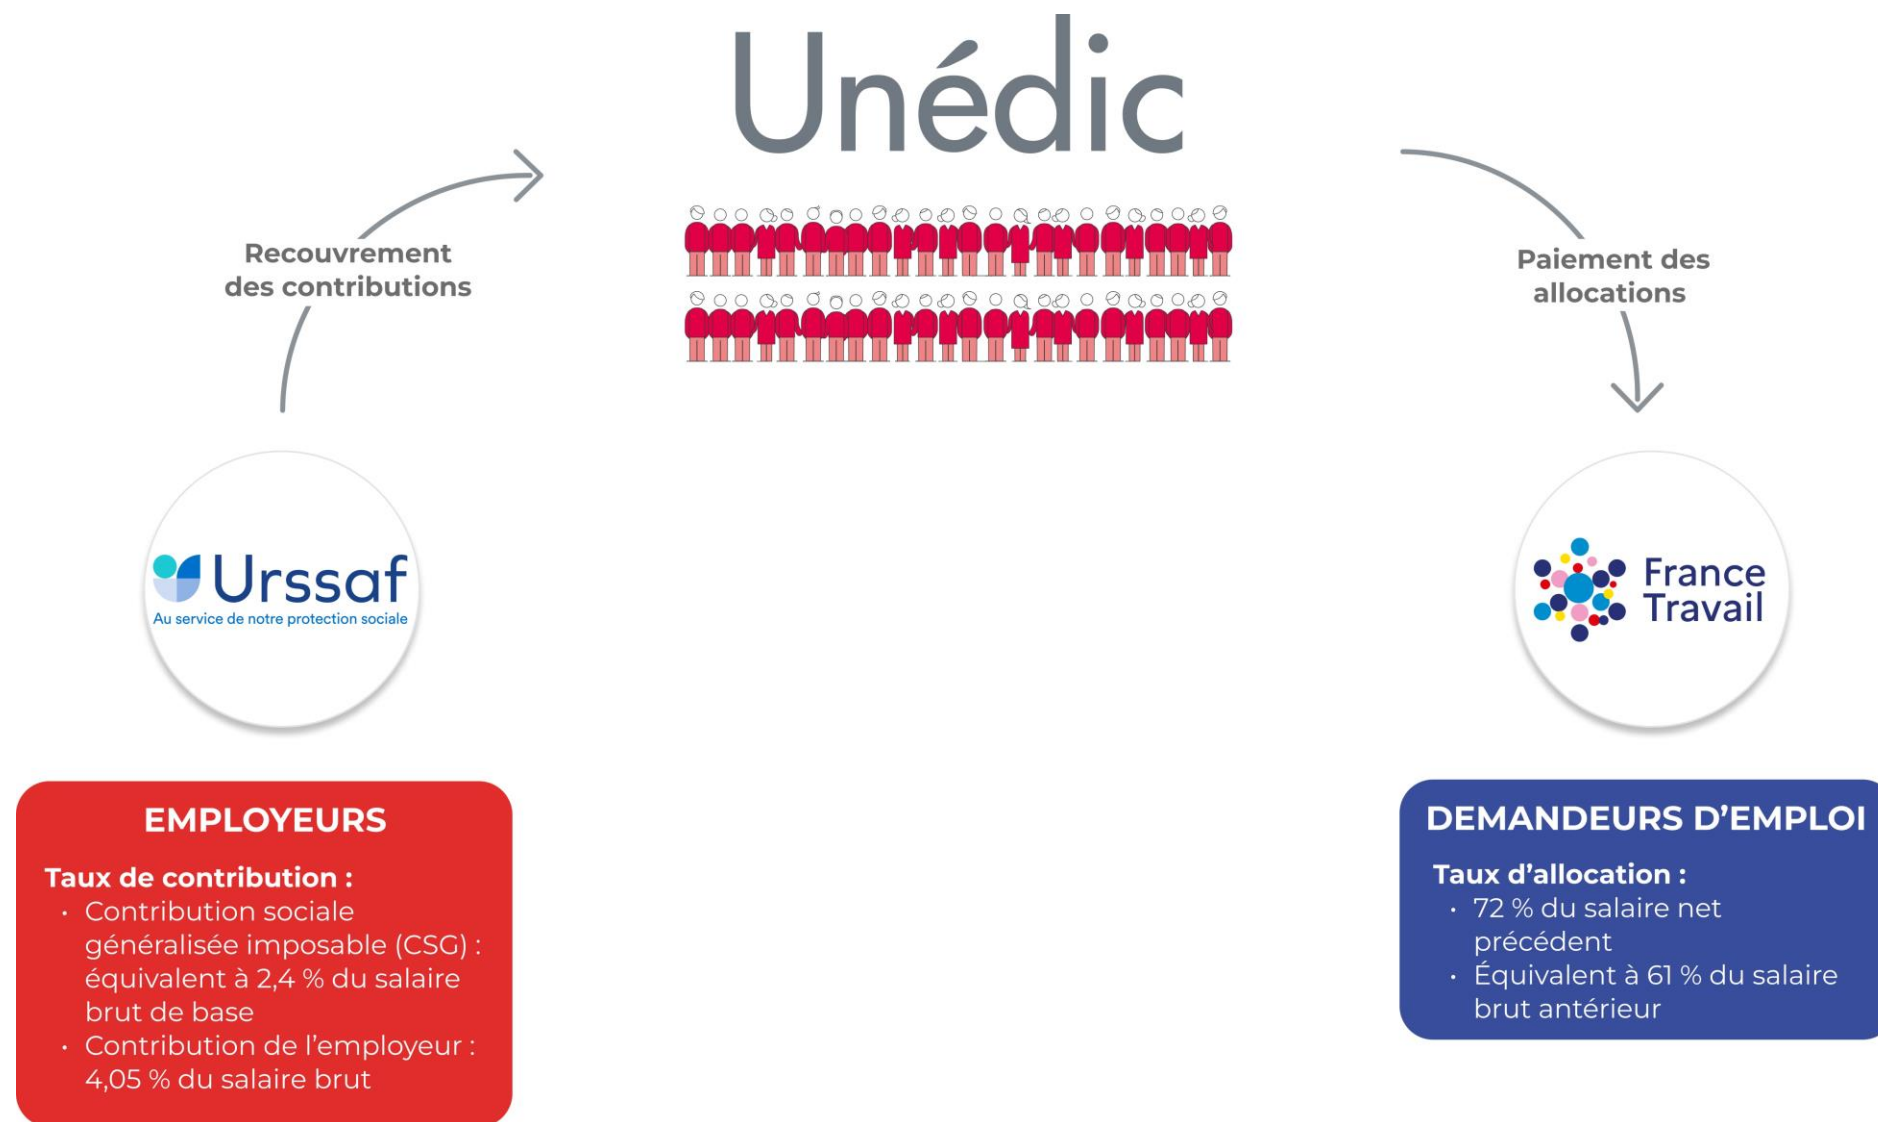 Unédic
Recouvrement
des contributions
Paiement des
allocations
Urssaf
Au service de notre protection sociale
France
Travail
EMPLOYEURS
Taux de contribution :
• Contribution sociale
généralisée imposable (CSG) :
équivalent à 2,4 % du salaire
brut de base
• Contribution de l’employeur :
4,05 % du salaire brut
DEMANDEURS D’EMPLOI
Taux d’allocation :
• 72 % du salaire net
précédent
• Équivalent à 61 % du salaire
brut antérieur